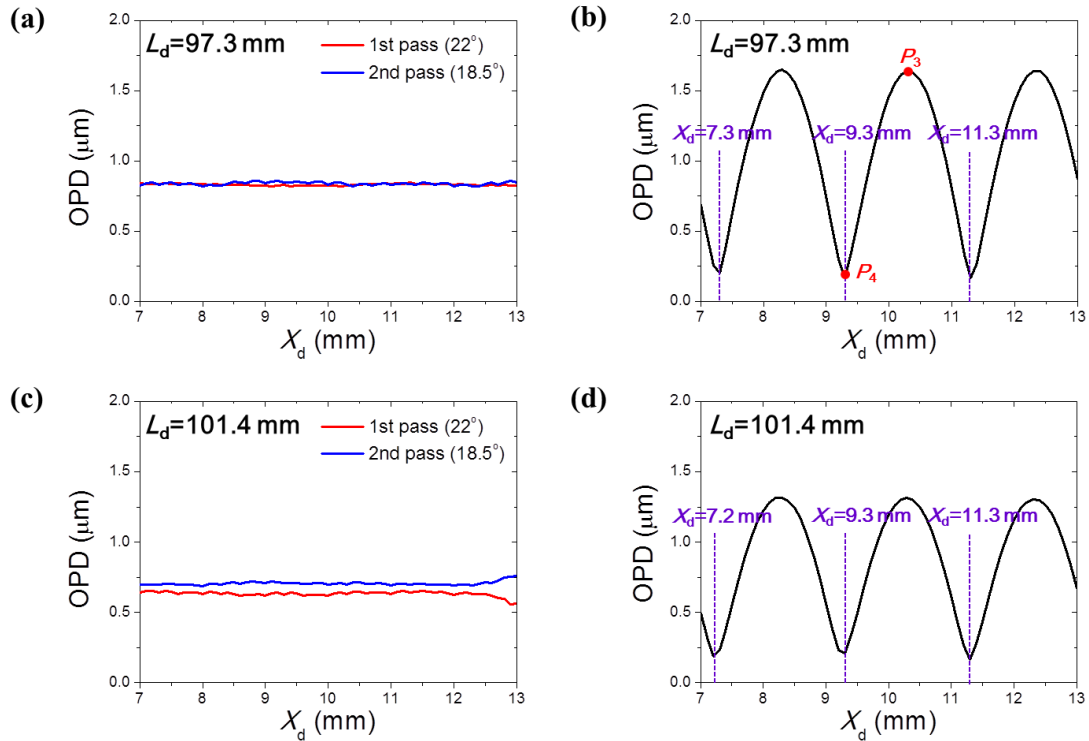 (a)
L_d=97.3 mm
1st pass (22°)
2nd pass (18.5°)
OPD (μm)
2.0
1.5
1.0
0.5
0.0
7 8 9 10 11 12 13
X_d (mm)
(b)
L_d=97.3 mm
P_3
X_d=7.3 mm X_d=9.3 mm X_d=11.3 mm
P_4
OPD (μm)
2.0
1.5
1.0
0.5
0.0
7 8 9 10 11 12 13
X_d (mm)
(c)
L_d=101.4 mm
1st pass (22°)
2nd pass (18.5°)
OPD (μm)
2.0
1.5
1.0
0.5
0.0
7 8 9 10 11 12 13
X_d (mm)
(d)
L_d=101.4 mm
X_d=7.2 mm X_d=9.3 mm X_d=11.3 mm
OPD (μm)
2.0
1.5
1.0
0.5
0.0
7 8 9 10 11 12 13
X_d (mm)